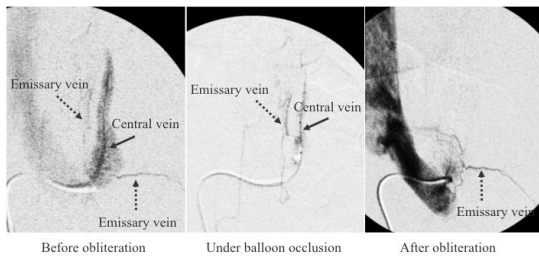 Emissary vein
Central vein
Emissary vein
Emissary vein
Central vein
Emissary vein
Before obliteration
Under balloon occlusion
After obliteration